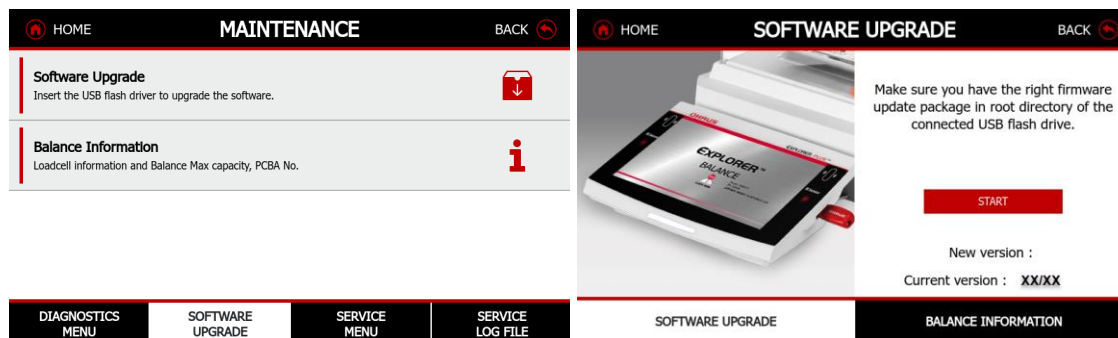 HOME
MAINTENANCE
BACK
Software Upgrade
Insert the USB flash driver to upgrade the software.
Balance Information
Loadcell information and Balance Max capacity, PCBA No.
DIAGNOSTICS
MENU
SOFTWARE
UPGRADE
SERVICE
MENU
SERVICE
LOG FILE
HOME
SOFTWARE UPGRADE
BACK
OHAUS
EXPLORER PLUS™
EXPLORER™
BALANCE
Make sure you have the right firmware
update package in root directory of the
connected USB flash drive.
START
New version :
Current version : XX/XX
SOFTWARE UPGRADE
BALANCE INFORMATION